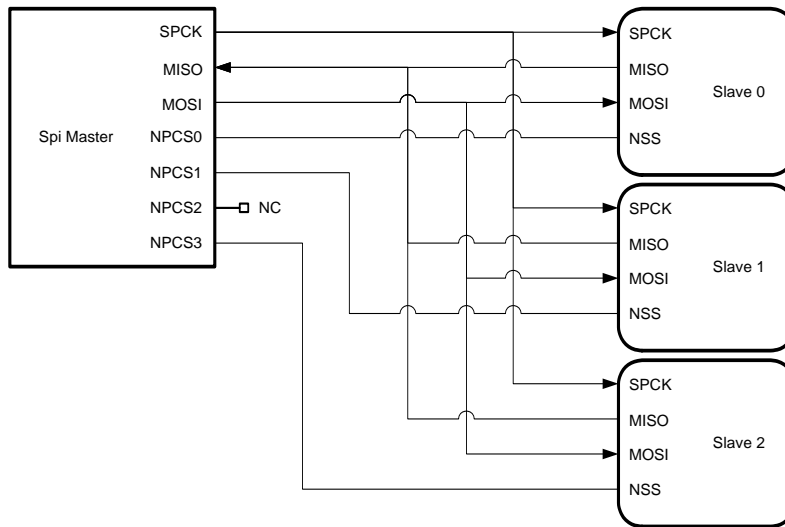 Spi Master
SPCK
MISO
MOSI
NPCS0
NPCS1
NPCS2
NPCS3
NC
SPCK
MISO
MOSI
NSS
Slave 0
SPCK
MISO
MOSI
NSS
Slave 1
SPCK
MISO
MOSI
NSS
Slave 2